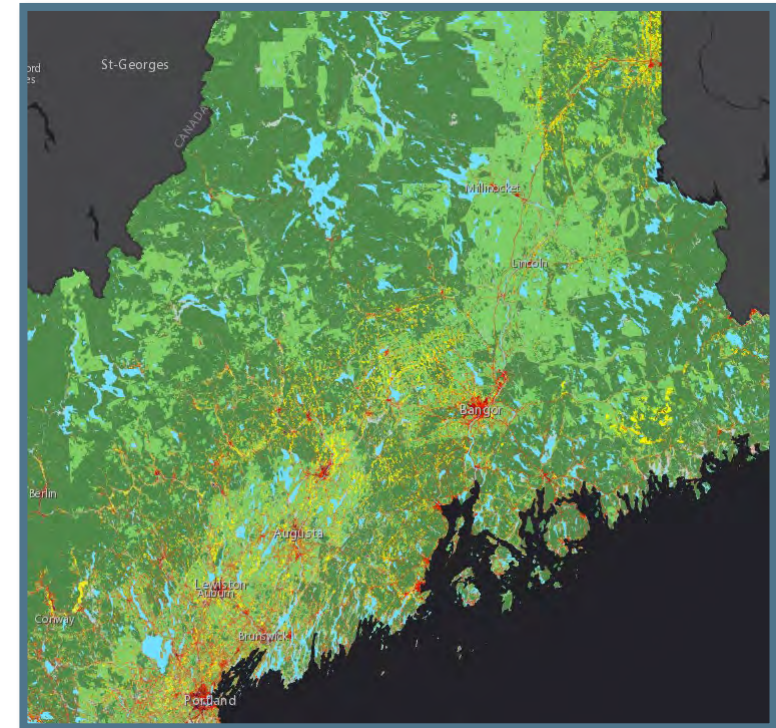 St-Georges
CANADA
Millinocket
Lincoln
Bangor
Berlin
Augusta
Lewiston
Auburn
Conway
Brunswick
Portland